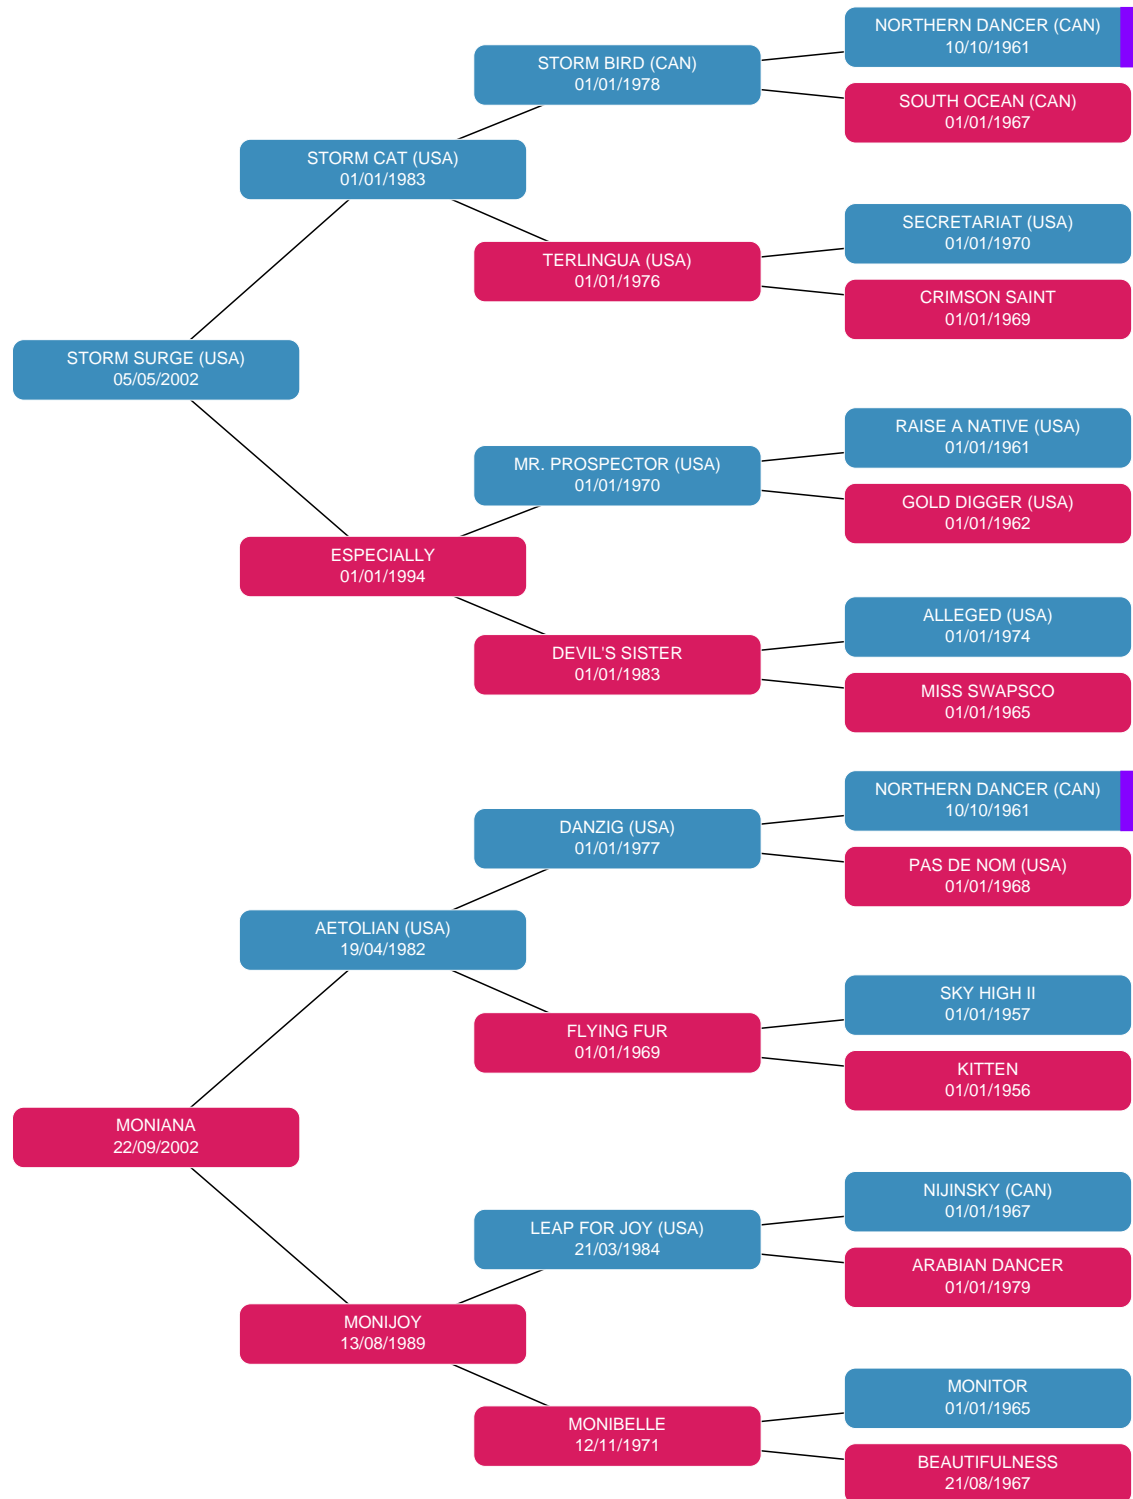 NORTHERN DANCER (CAN)
10/10/1961
STORM BIRD (CAN)
01/01/1978
SOUTH OCEAN (CAN)
01/01/1967
STORM CAT (USA)
01/01/1983
SECRETARIAT (USA)
01/01/1970
TERLINGUA (USA)
01/01/1976
CRIMSON SAINT
01/01/1969
STORM SURGE (USA)
05/05/2002
RAISE A NATIVE (USA)
01/01/1961
MR. PROSPECTOR (USA)
01/01/1970
GOLD DIGGER (USA)
01/01/1962
ESPECIALLY
01/01/1994
ALLEGED (USA)
01/01/1974
DEVIL'S SISTER
01/01/1983
MISS SWAPSCO
01/01/1965
NORTHERN DANCER (CAN)
10/10/1961
DANZIG (USA)
01/01/1977
PAS DE NOM (USA)
01/01/1968
AETOLIAN (USA)
19/04/1982
SKY HIGH II
01/01/1957
FLYING FUR
01/01/1969
KITTEN
01/01/1956
MONIANA
22/09/2002
NIJINSKY (CAN)
01/01/1967
LEAP FOR JOY (USA)
21/03/1984
ARABIAN DANCER
01/01/1979
MONIJOY
13/08/1989
MONITOR
01/01/1965
MONIBELLE
12/11/1971
BEAUTIFULNESS
21/08/1967